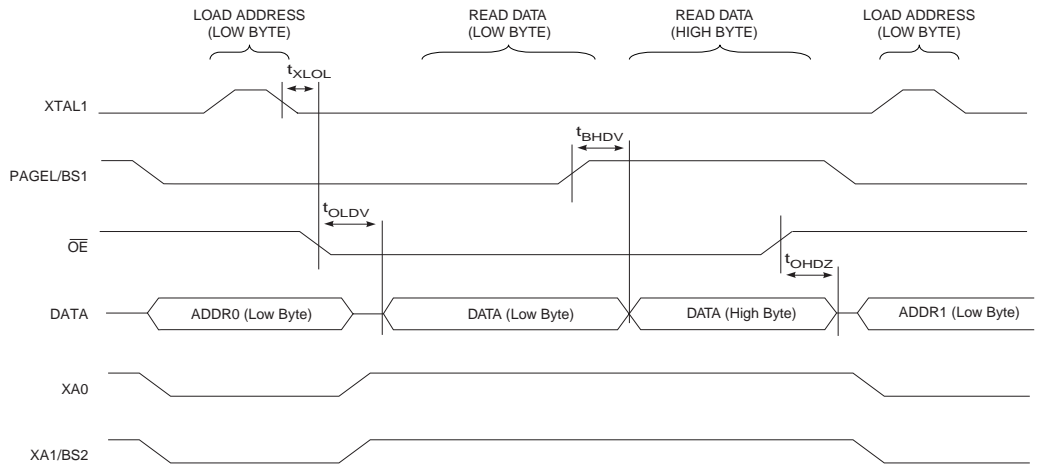 LOAD ADDRESS
(LOW BYTE)
READ DATA
(LOW BYTE)
READ DATA
(HIGH BYTE)
LOAD ADDRESS
(LOW BYTE)
tXLOL
XTAL1
tBHDV
PAGEL/BS1
tOLDV
OE
tOHDZ
DATA
ADDR0 (Low Byte)
DATA (Low Byte)
DATA (High Byte)
ADDR1 (Low Byte)
XA0
XA1/BS2